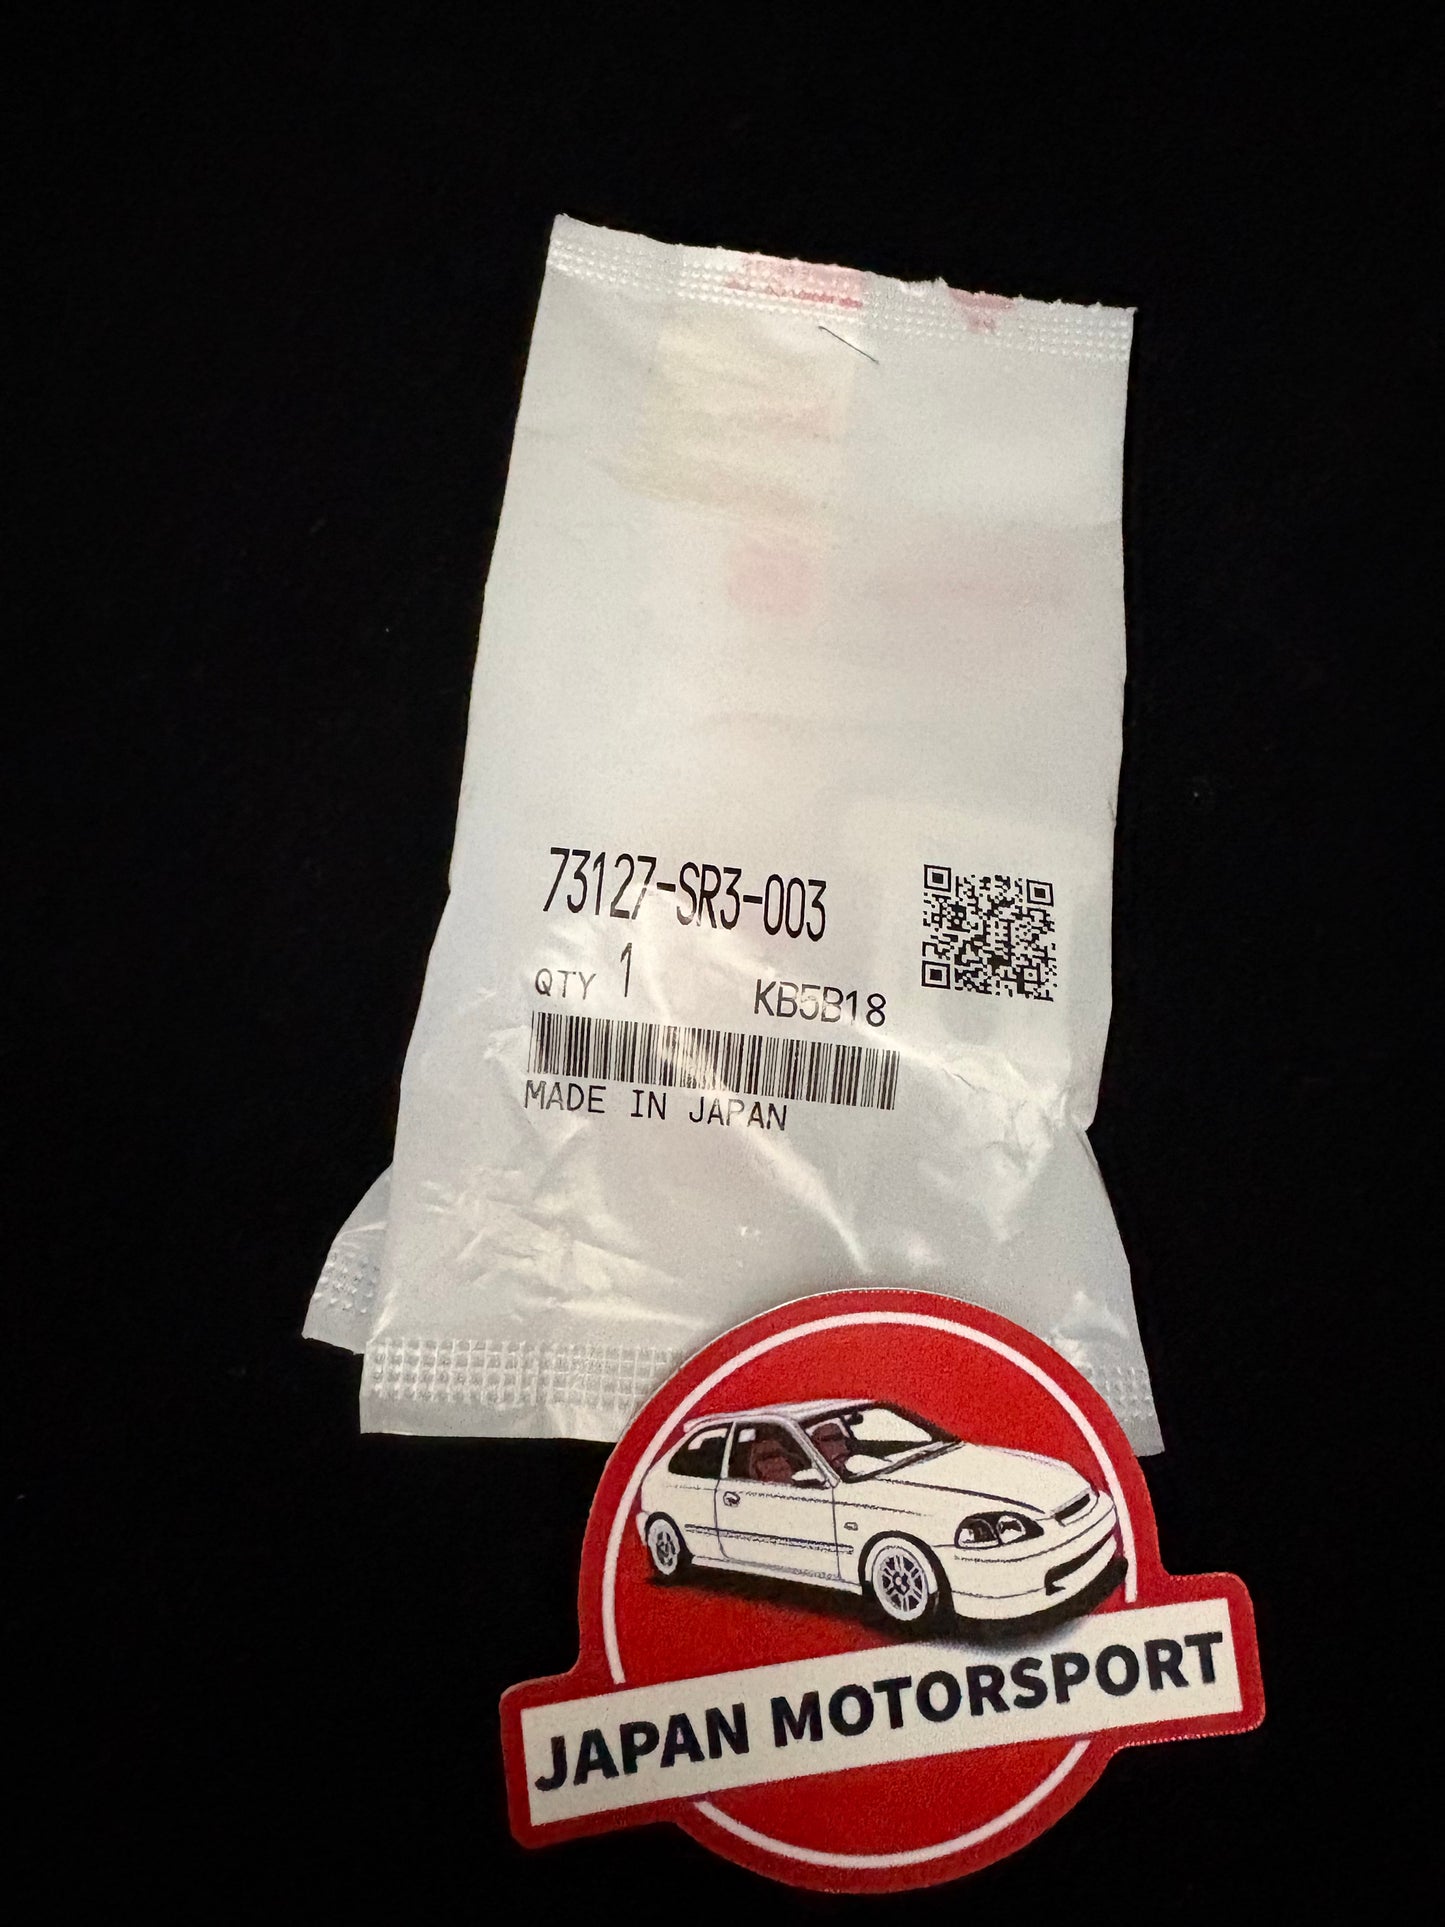 73127-SR3-003
QTY 1 KB5B18
MADE IN JAPAN
JAPAN MOTORSPORT